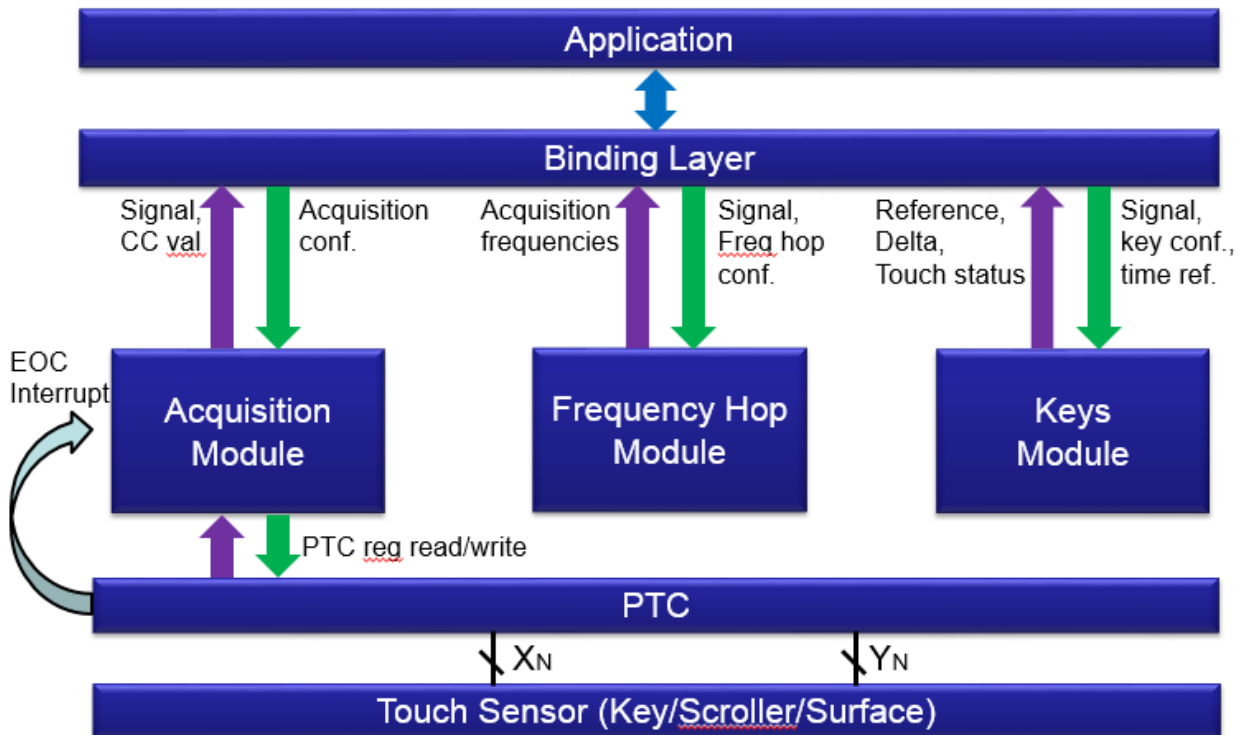 Application
Binding Layer
Signal,
CC val
Acquisition
conf.
Acquisition
frequencies
Signal,
Freq hop
conf.
Reference,
Delta,
Touch status
Signal,
key conf.,
time ref.
EOC
Interrupt
Acquisition
Module
Frequency Hop
Module
Keys
Module
PTC reg read/write
PTC
XN
YN
Touch Sensor (Key/Scroller/Surface)